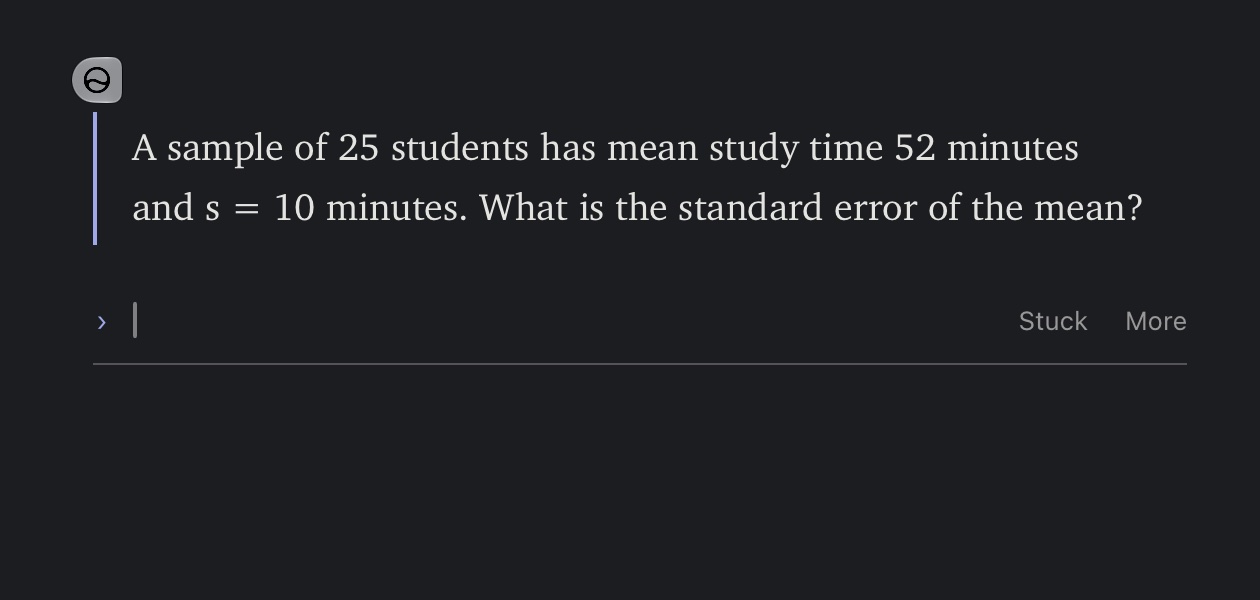 A sample of 25 students has mean study time 52 minutes
and s = 10 minutes. What is the standard error of the mean?
› Stuck More